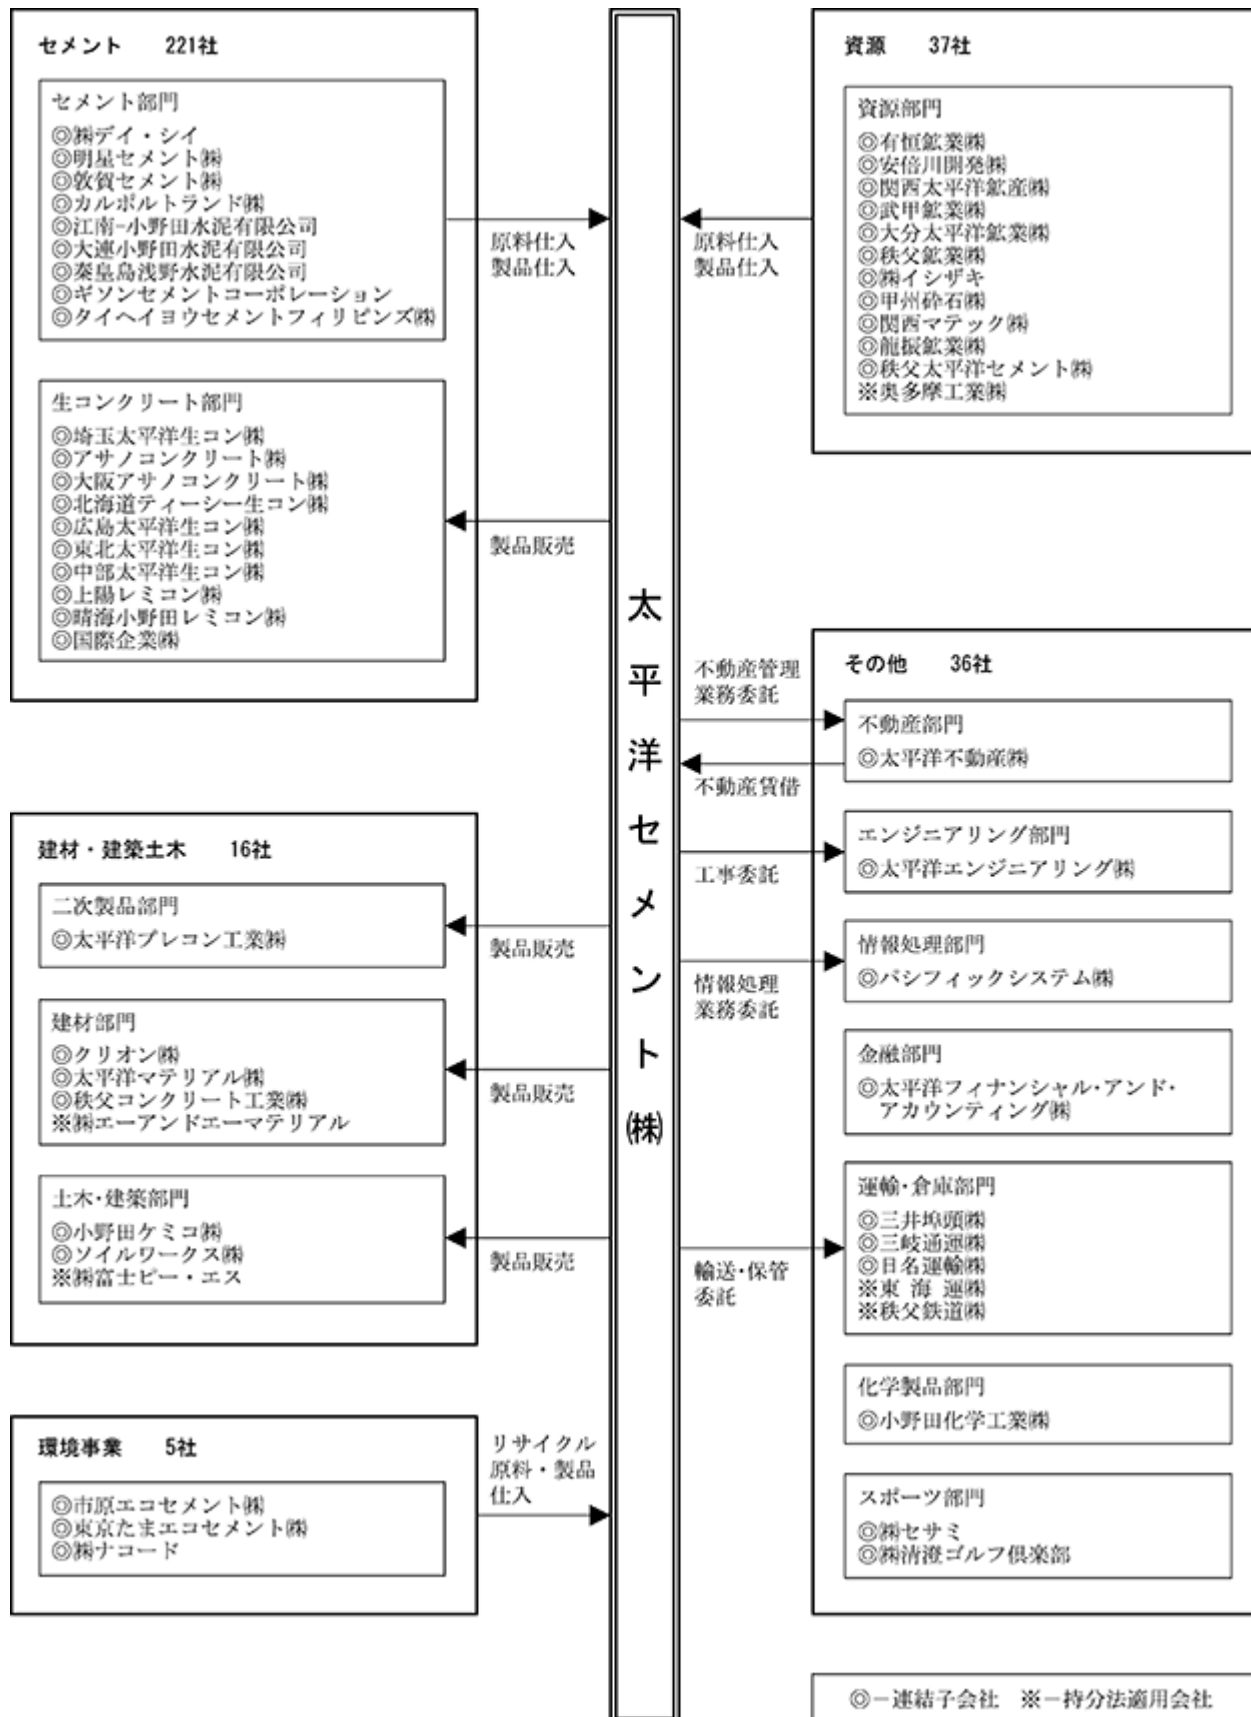 セメント 221社
セメント部門
◎㈱デイ・シイ
◎明星セメント㈱
◎敦賀セメント㈱
◎カルポルトランド㈱
◎江南-小野田水泥有限公司
◎大連小野田水泥有限公司
◎秦皇島浅野水泥有限公司
◎ギソンセメントコーポレーション
◎タイヘイヨウセメントフィリピンズ㈱
原料仕入
製品仕入
生コンクリート部門
◎埼玉太平洋生コン㈱
◎アサノコンクリート㈱
◎大阪アサノコンクリート㈱
◎北海道ティーシー生コン㈱
◎広島太平洋生コン㈱
◎東北太平洋生コン㈱
◎中部太平洋生コン㈱
◎上陽レミコン㈱
◎晴海小野田レミコン㈱
◎国際企業㈱
製品販売
建材・建築土木 16社
二次製品部門
◎太平洋プレコン工業㈱
製品販売
建材部門
◎クリオン㈱
◎太平洋マテリアル㈱
◎秩父コンクリート工業㈱
※㈱エーアンドエーマテリアル
製品販売
土木・建築部門
◎小野田ケミコ㈱
◎ソイルワークス㈱
※㈱富士ピー・エス
製品販売
環境事業 5社
◎市原エコセメント㈱
◎東京たまエコセメント㈱
◎㈱ナコード
リサイクル
原料・製品
仕入
太平洋セメント㈱
資源 37社
資源部門
◎有恒鉱業㈱
◎安倍川開発㈱
◎関西太平洋鉱産㈱
◎武甲鉱業㈱
◎大分太平洋鉱業㈱
◎秩父鉱業㈱
◎㈱イシザキ
◎甲州砕石㈱
◎関西マテック㈱
◎龍振鉱業㈱
◎秩父太平洋セメント㈱
※奥多摩工業㈱
原料仕入
製品仕入
その他 36社
不動産部門
◎太平洋不動産㈱
不動産管理
業務委託
不動産賃借
エンジニアリング部門
◎太平洋エンジニアリング㈱
工事委託
情報処理部門
◎パシフィックシステム㈱
情報処理
業務委託
金融部門
◎太平洋フィナンシャル・アンド・
アカウンティング㈱
運輸・倉庫部門
◎三井埠頭㈱
◎三岐通運㈱
◎日名運輸㈱
※東 海 運㈱
※秩父鉄道㈱
輸送・保管
委託
化学製品部門
◎小野田化学工業㈱
スポーツ部門
◎㈱セサミ
◎㈱清澄ゴルフ倶楽部
◎－連結子会社 ※－持分法適用会社